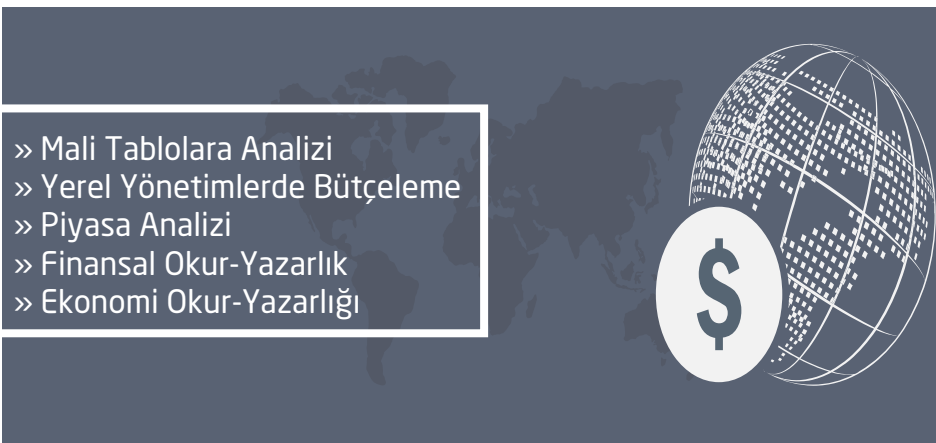 » Mali Tablolara Analizi
» Yerel Yönetimlerde Bütçeleme
» Piyasa Analizi
» Finansal Okur-Yazarlık
» Ekonomi Okur-Yazarlığı
$